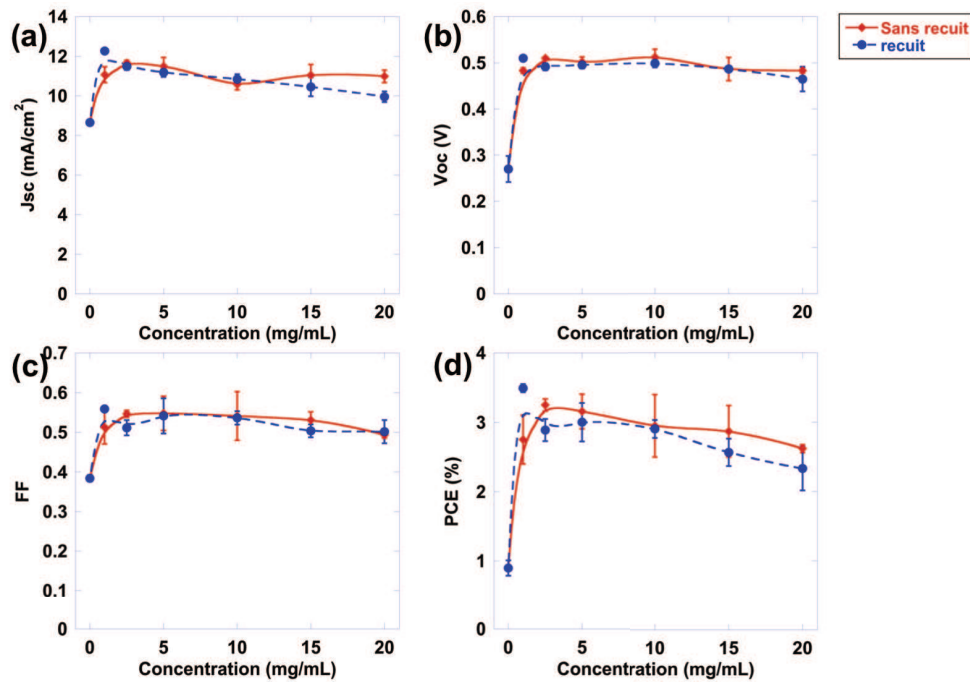 (a)
14
12
10
8
6
4
2
0
Jsc (mA/cm²)
0 5 10 15 20
Concentration (mg/mL)
(b)
0.6
0.5
0.4
0.3
0.2
0.1
0
Voc (V)
0 5 10 15 20
Concentration (mg/mL)
Sans recuit
recuit
(c)
0.7
0.6
0.5
0.4
0.3
0.2
0.1
0
FF
0 5 10 15 20
Concentration (mg/mL)
(d)
4
3
2
1
0
PCE (%)
0 5 10 15 20
Concentration (mg/mL)